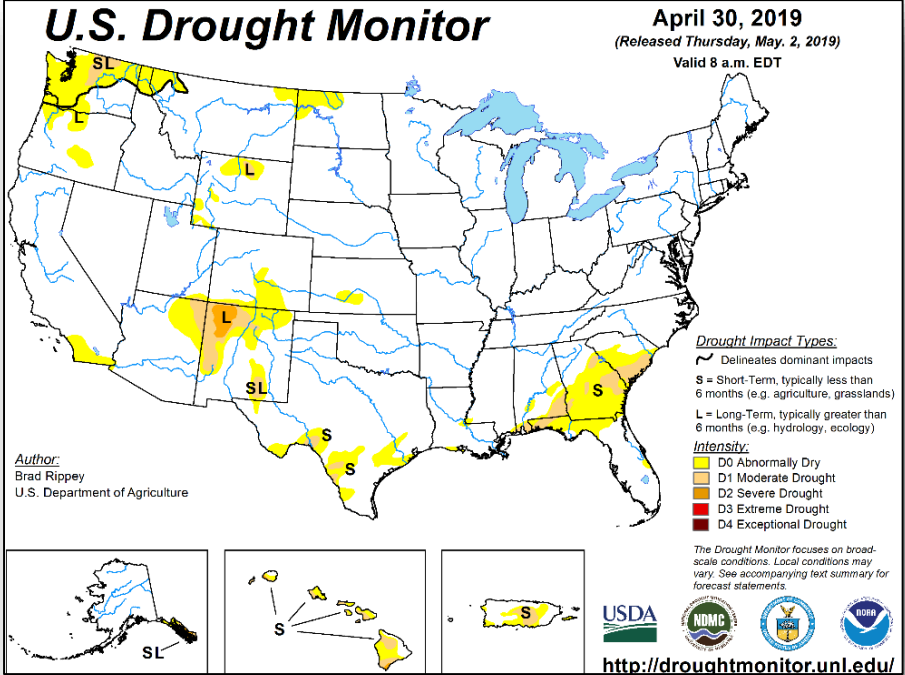 U.S. Drought Monitor
April 30, 2019
(Released Thursday, May. 2, 2019)
Valid 8 a.m. EDT
SL
L
L
L
SL
S
S
S
Drought Impact Types:
Delineates dominant impacts
S = Short-Term, typically less than
6 months (e.g. agriculture, grasslands)
L = Long-Term, typically greater than
6 months (e.g. hydrology, ecology)
Intensity:
D0 Abnormally Dry
D1 Moderate Drought
D2 Severe Drought
D3 Extreme Drought
D4 Exceptional Drought
Author:
Brad Rippey
U.S. Department of Agriculture
The Drought Monitor focuses on broad-
scale conditions. Local conditions may
vary. See accompanying text summary for
forecast statements.
SL
S
S
USDA
NDMC
NOAA
http://droughtmonitor.unl.edu/